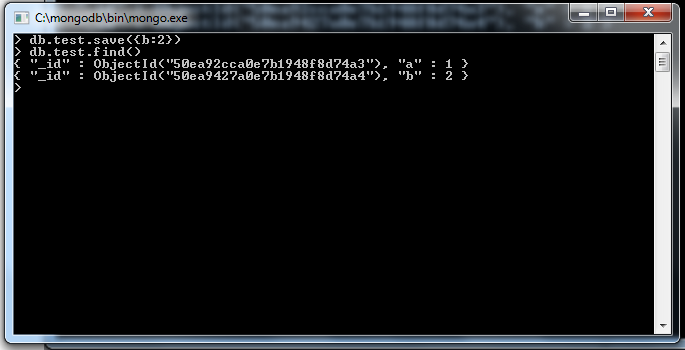 C:\mongodb\bin\mongo.exe
> db.test.save({b:2})
> db.test.find()
{ "_id" : ObjectId("50ea92cca0e7b1948f8d74a3"), "a" : 1 }
{ "_id" : ObjectId("50ea9427a0e7b1948f8d74a4"), "b" : 2 }
>